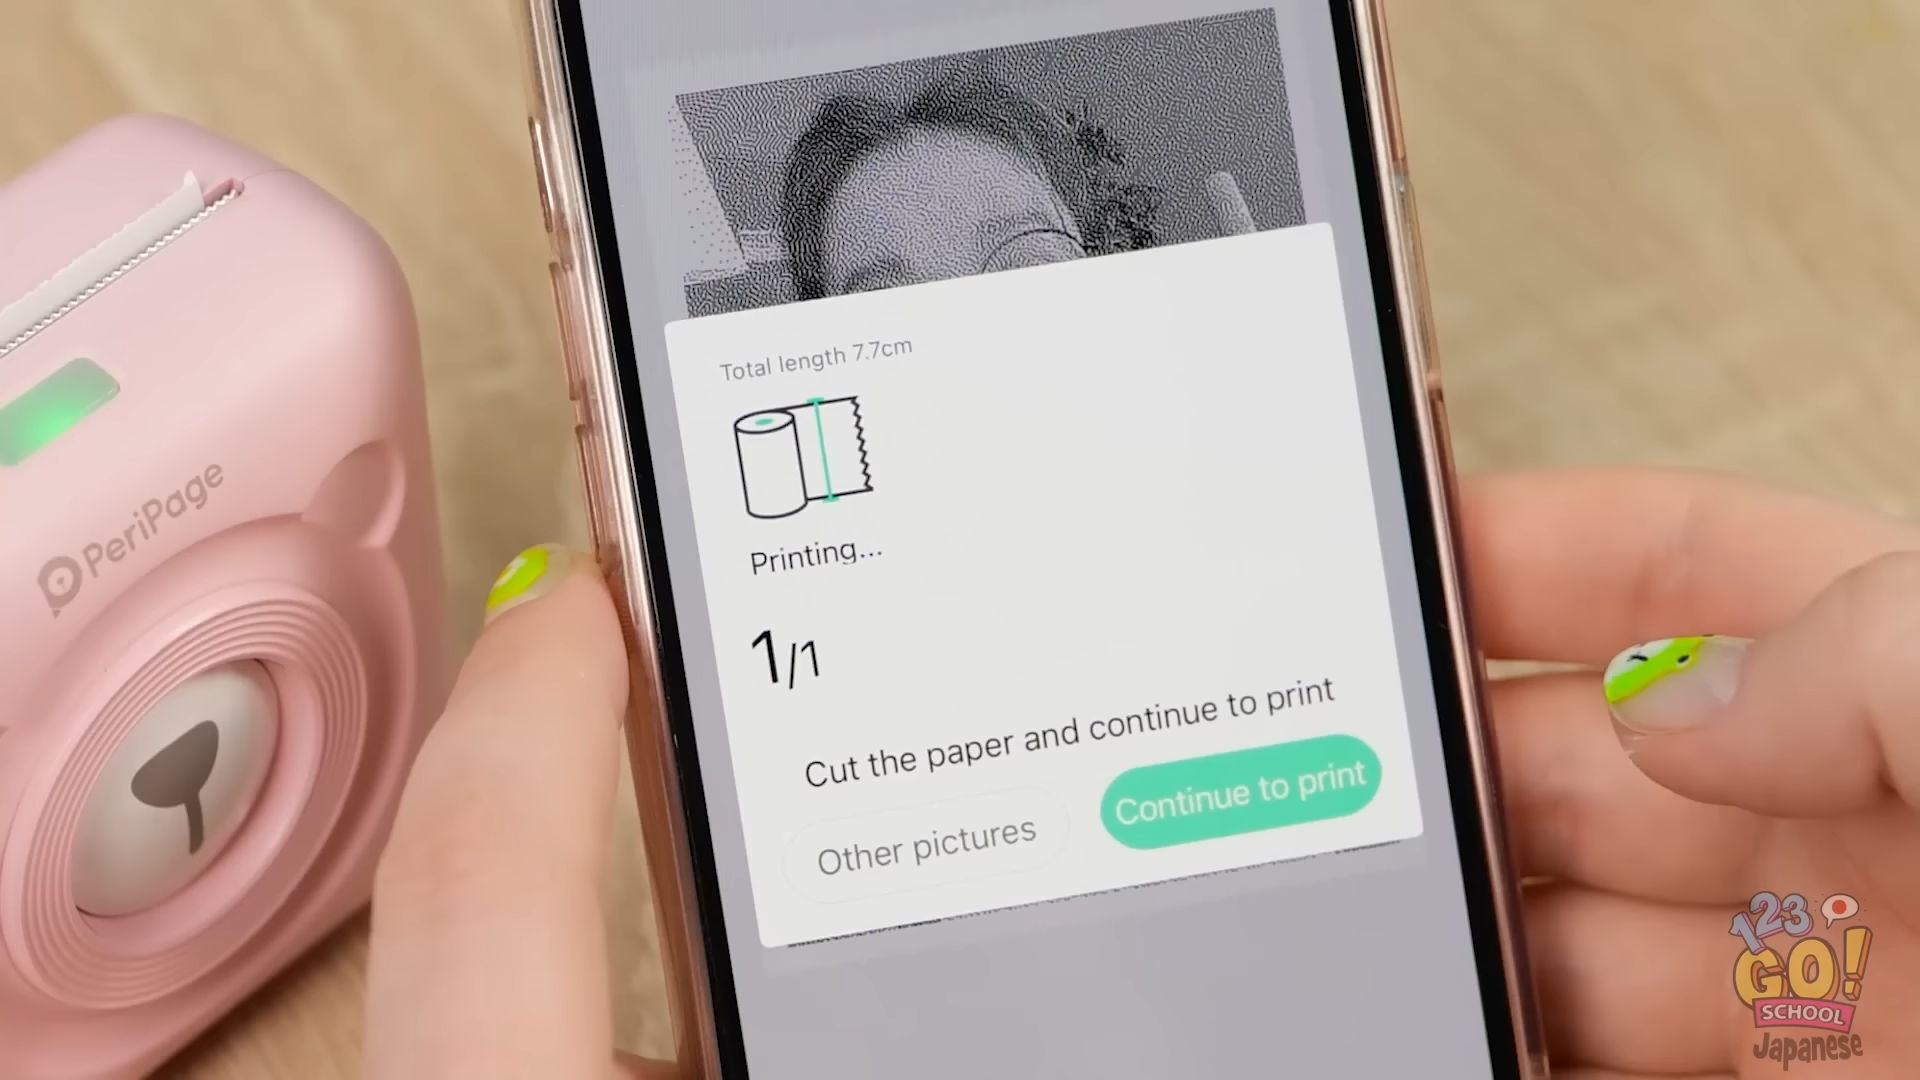 PeriPage
Total length 7.7cm
Printing...
1/1
Cut the paper and continue to print
Other pictures
Continue to print
123
GO!
SCHOOL
Japanese